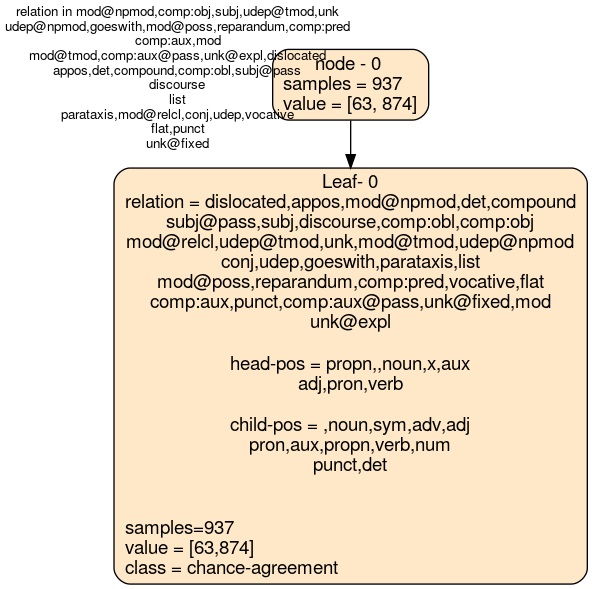 relation in mod@npmod,comp:obj,subj,udep@tmod,unk
udep@npmod,goeswith,mod@poss,reparandum,comp:pred
comp:aux,mod
mod@tmod,comp:aux@pass,unk@expl,dislocated
appos,det,compound,comp:obl,subj@pass
discourse
list
parataxis,mod@relcl,conj,udep,vocative
flat,punct
unk@fixed
node - 0
samples = 937
value = [63, 874]
Leaf- 0
relation = dislocated,appos,mod@npmod,det,compound
subj@pass,subj,discourse,comp:obl,comp:obj
mod@relcl,udep@tmod,unk,mod@tmod,udep@npmod
conj,udep,goeswith,parataxis,list
mod@poss,reparandum,comp:pred,vocative,flat
comp:aux,punct,comp:aux@pass,unk@fixed,mod
unk@expl
head-pos = propn,,noun,x,aux
adj,pron,verb
child-pos = ,noun,sym,adv,adj
pron,aux,propn,verb,num
punct,det
samples=937
value = [63,874]
class = chance-agreement